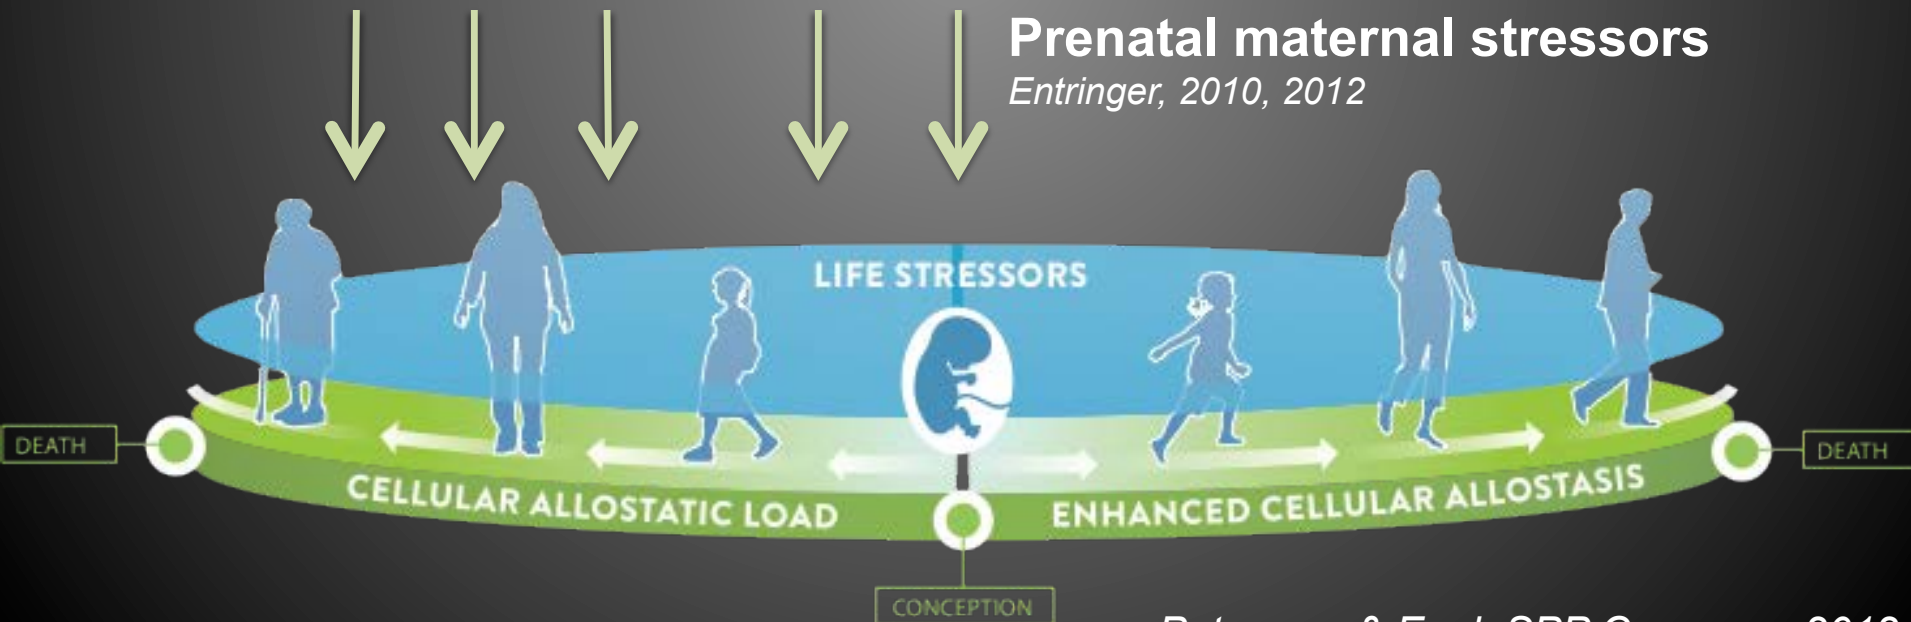 Prenatal maternal stressors
Entringer, 2010, 2012
LIFE STRESSORS
DEATH
DEATH
CELLULAR ALLOSTATIC LOAD
ENHANCED CELLULAR ALLOSTASIS
CONCEPTION